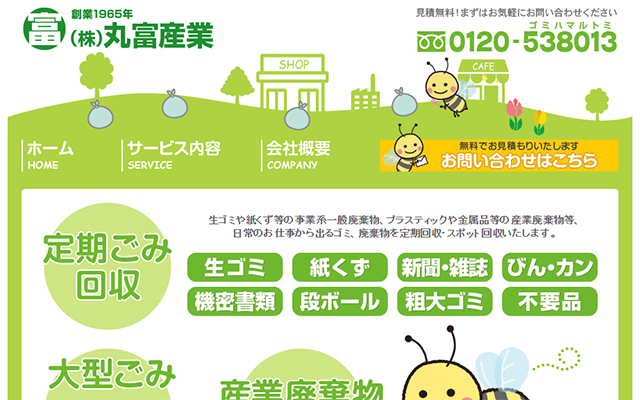 富
創業1965年
(株)丸富産業
見積無料!まずはお気軽にお問い合わせください
ゴミハマルトミ
0120-538013
SHOP
CAFE
ホーム
HOME
サービス内容
SERVICE
会社概要
COMPANY
無料でお見積もりいたします
お問い合わせはこちら
定期ごみ
回収
生ゴミや紙くず等の事業系一般廃棄物、プラスティックや金属品等の産業廃棄物等、
日常のお仕事から出るゴミ、廃棄物を定期回収・スポット回収いたします。
生ゴミ
紙くず
新聞・雑誌
びん・カン
機密書類
段ボール
粗大ゴミ
不要品
大型ごみ
産業廃棄物